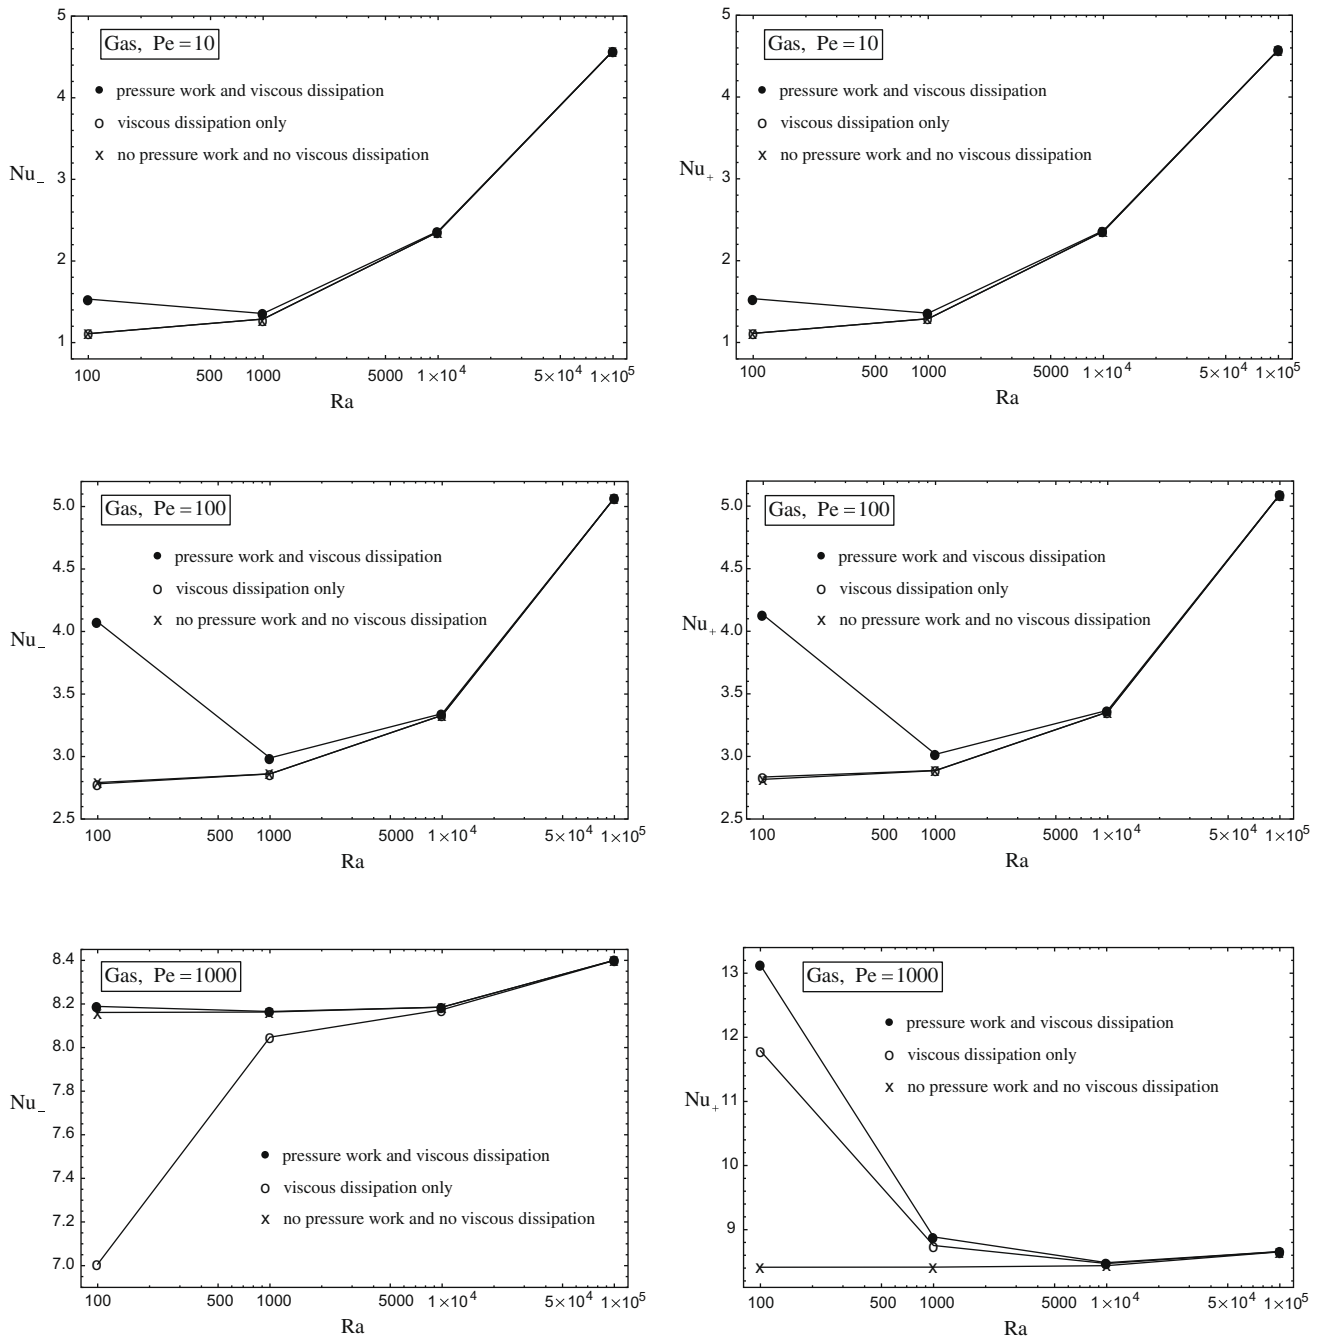 Gas, Pe=10
● pressure work and viscous dissipation
o viscous dissipation only
x no pressure work and no viscous dissipation
Nu₋
5
4
3
2
1
100 500 1000 5000 1×10⁴ 5×10⁴ 1×10⁵
Ra
Gas, Pe=10
● pressure work and viscous dissipation
o viscous dissipation only
x no pressure work and no viscous dissipation
Nu₊
5
4
3
2
1
100 500 1000 5000 1×10⁴ 5×10⁴ 1×10⁵
Ra
Gas, Pe=100
● pressure work and viscous dissipation
o viscous dissipation only
x no pressure work and no viscous dissipation
Nu₋
5.0
4.5
4.0
3.5
3.0
2.5
100 500 1000 5000 1×10⁴ 5×10⁴ 1×10⁵
Ra
Gas, Pe=100
● pressure work and viscous dissipation
o viscous dissipation only
x no pressure work and no viscous dissipation
Nu₊
5.0
4.5
4.0
3.5
3.0
2.5
100 500 1000 5000 1×10⁴ 5×10⁴ 1×10⁵
Ra
Gas, Pe=1000
● pressure work and viscous dissipation
o viscous dissipation only
x no pressure work and no viscous dissipation
Nu₋
8.4
8.2
8.0
7.8
7.6
7.4
7.2
7.0
100 500 1000 5000 1×10⁴ 5×10⁴ 1×10⁵
Ra
Gas, Pe=1000
● pressure work and viscous dissipation
o viscous dissipation only
x no pressure work and no viscous dissipation
Nu₊
13
12
11
10
9
100 500 1000 5000 1×10⁴ 5×10⁴ 1×10⁵
Ra